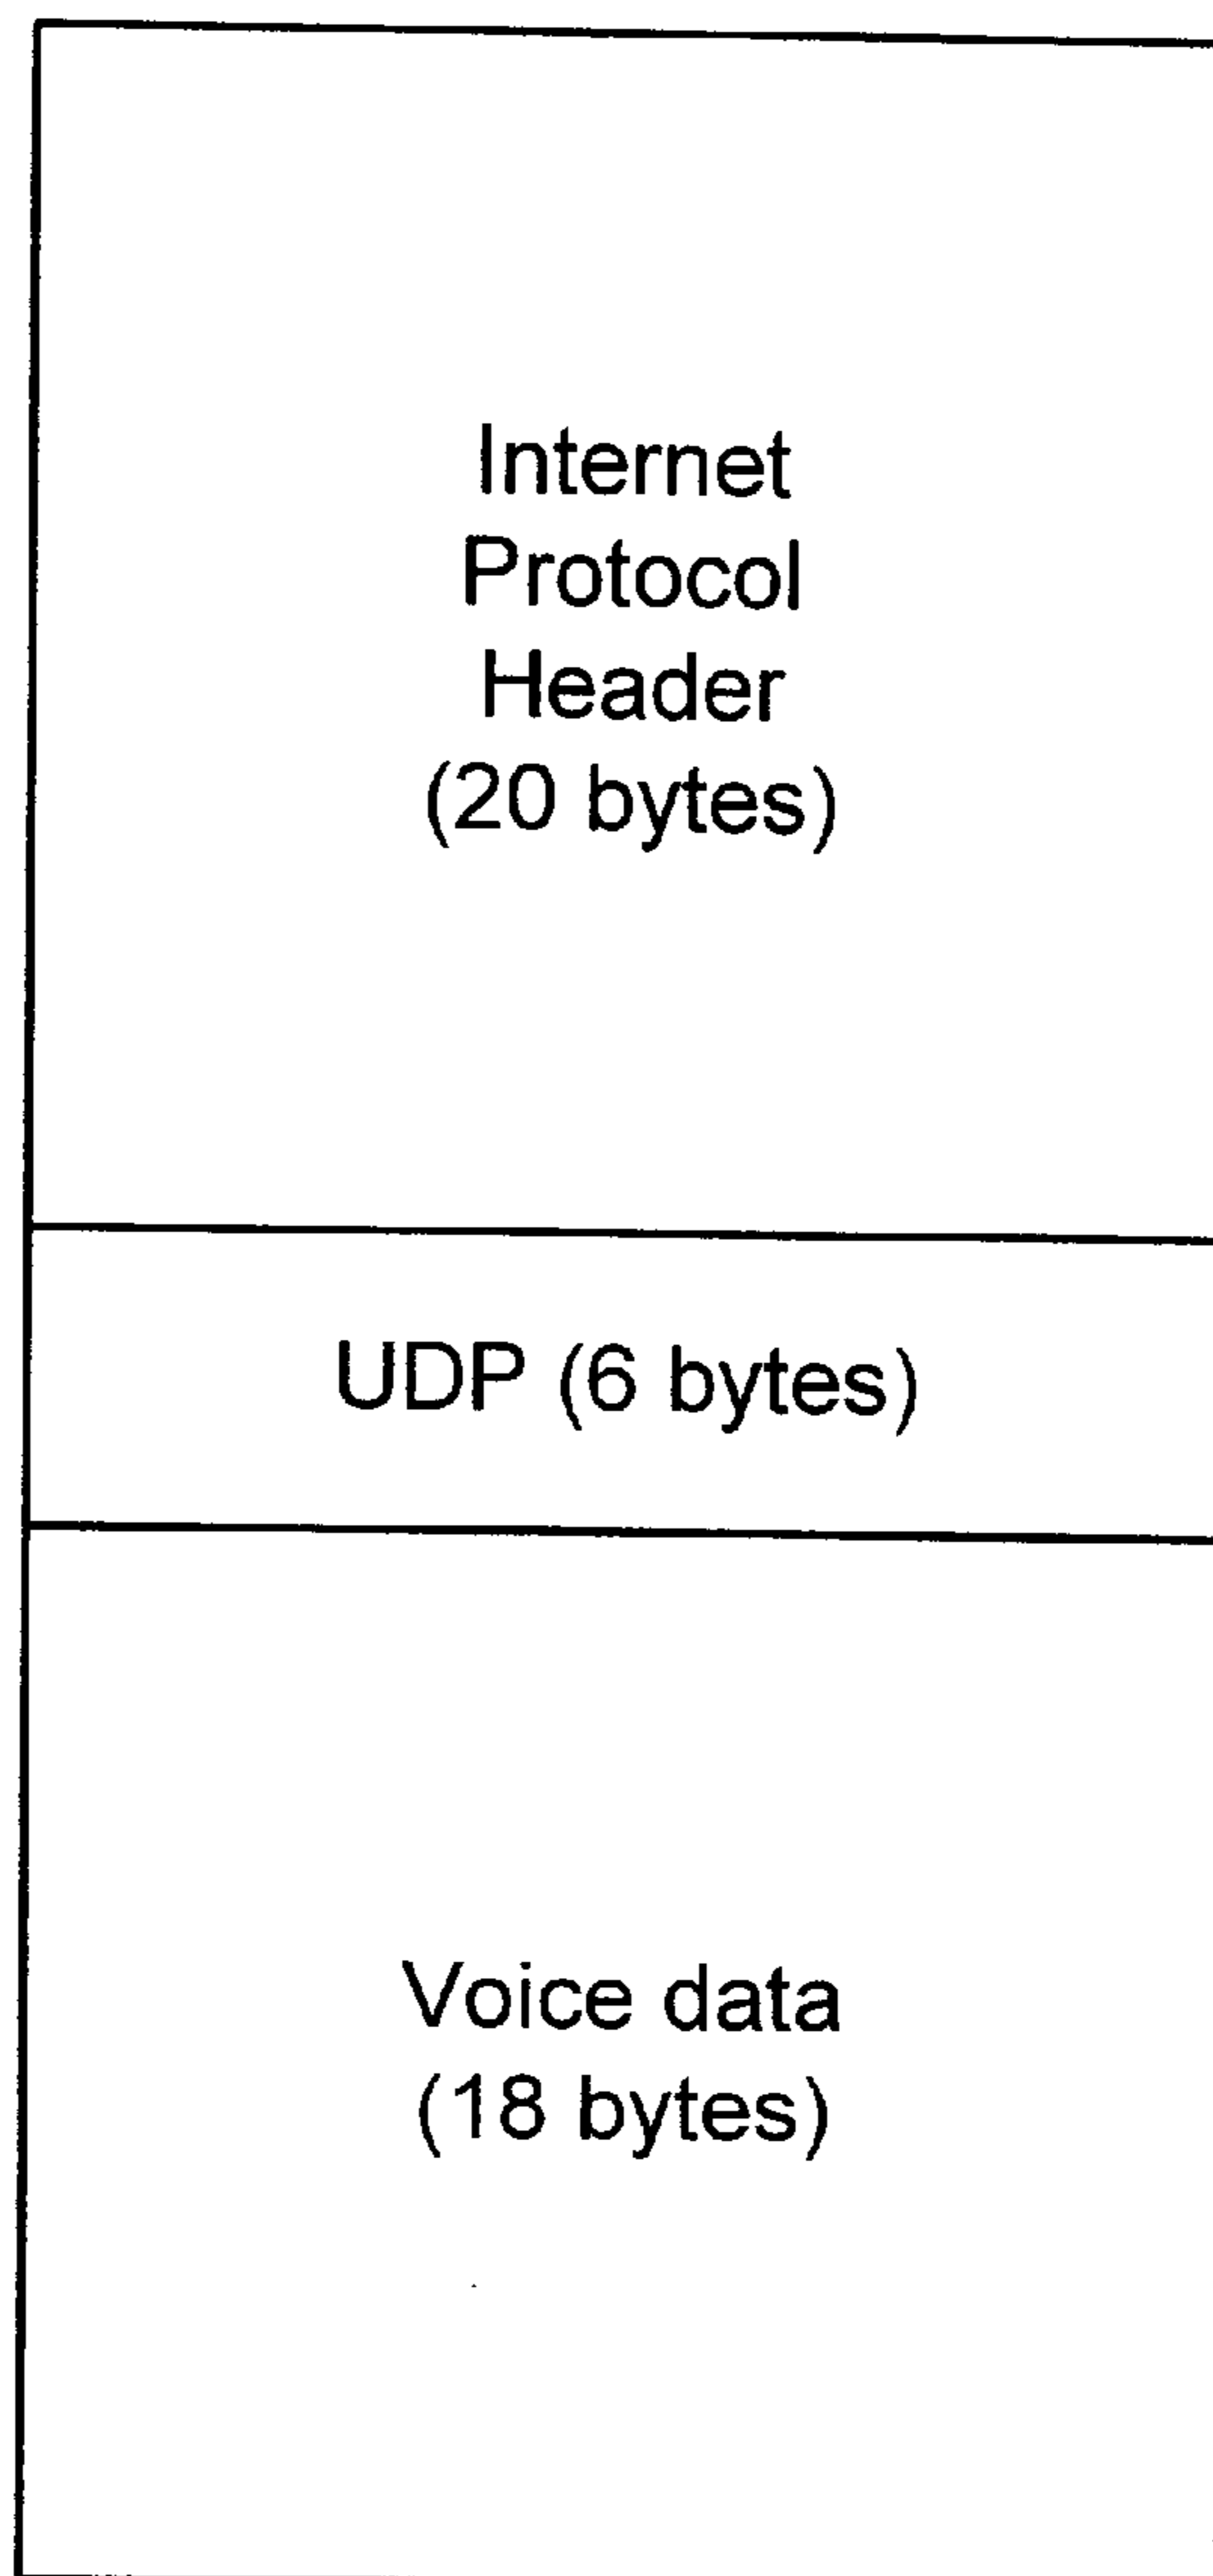 Internet
Protocol
Header
(20 bytes)
UDP (6 bytes)
Voice data
(18 bytes)